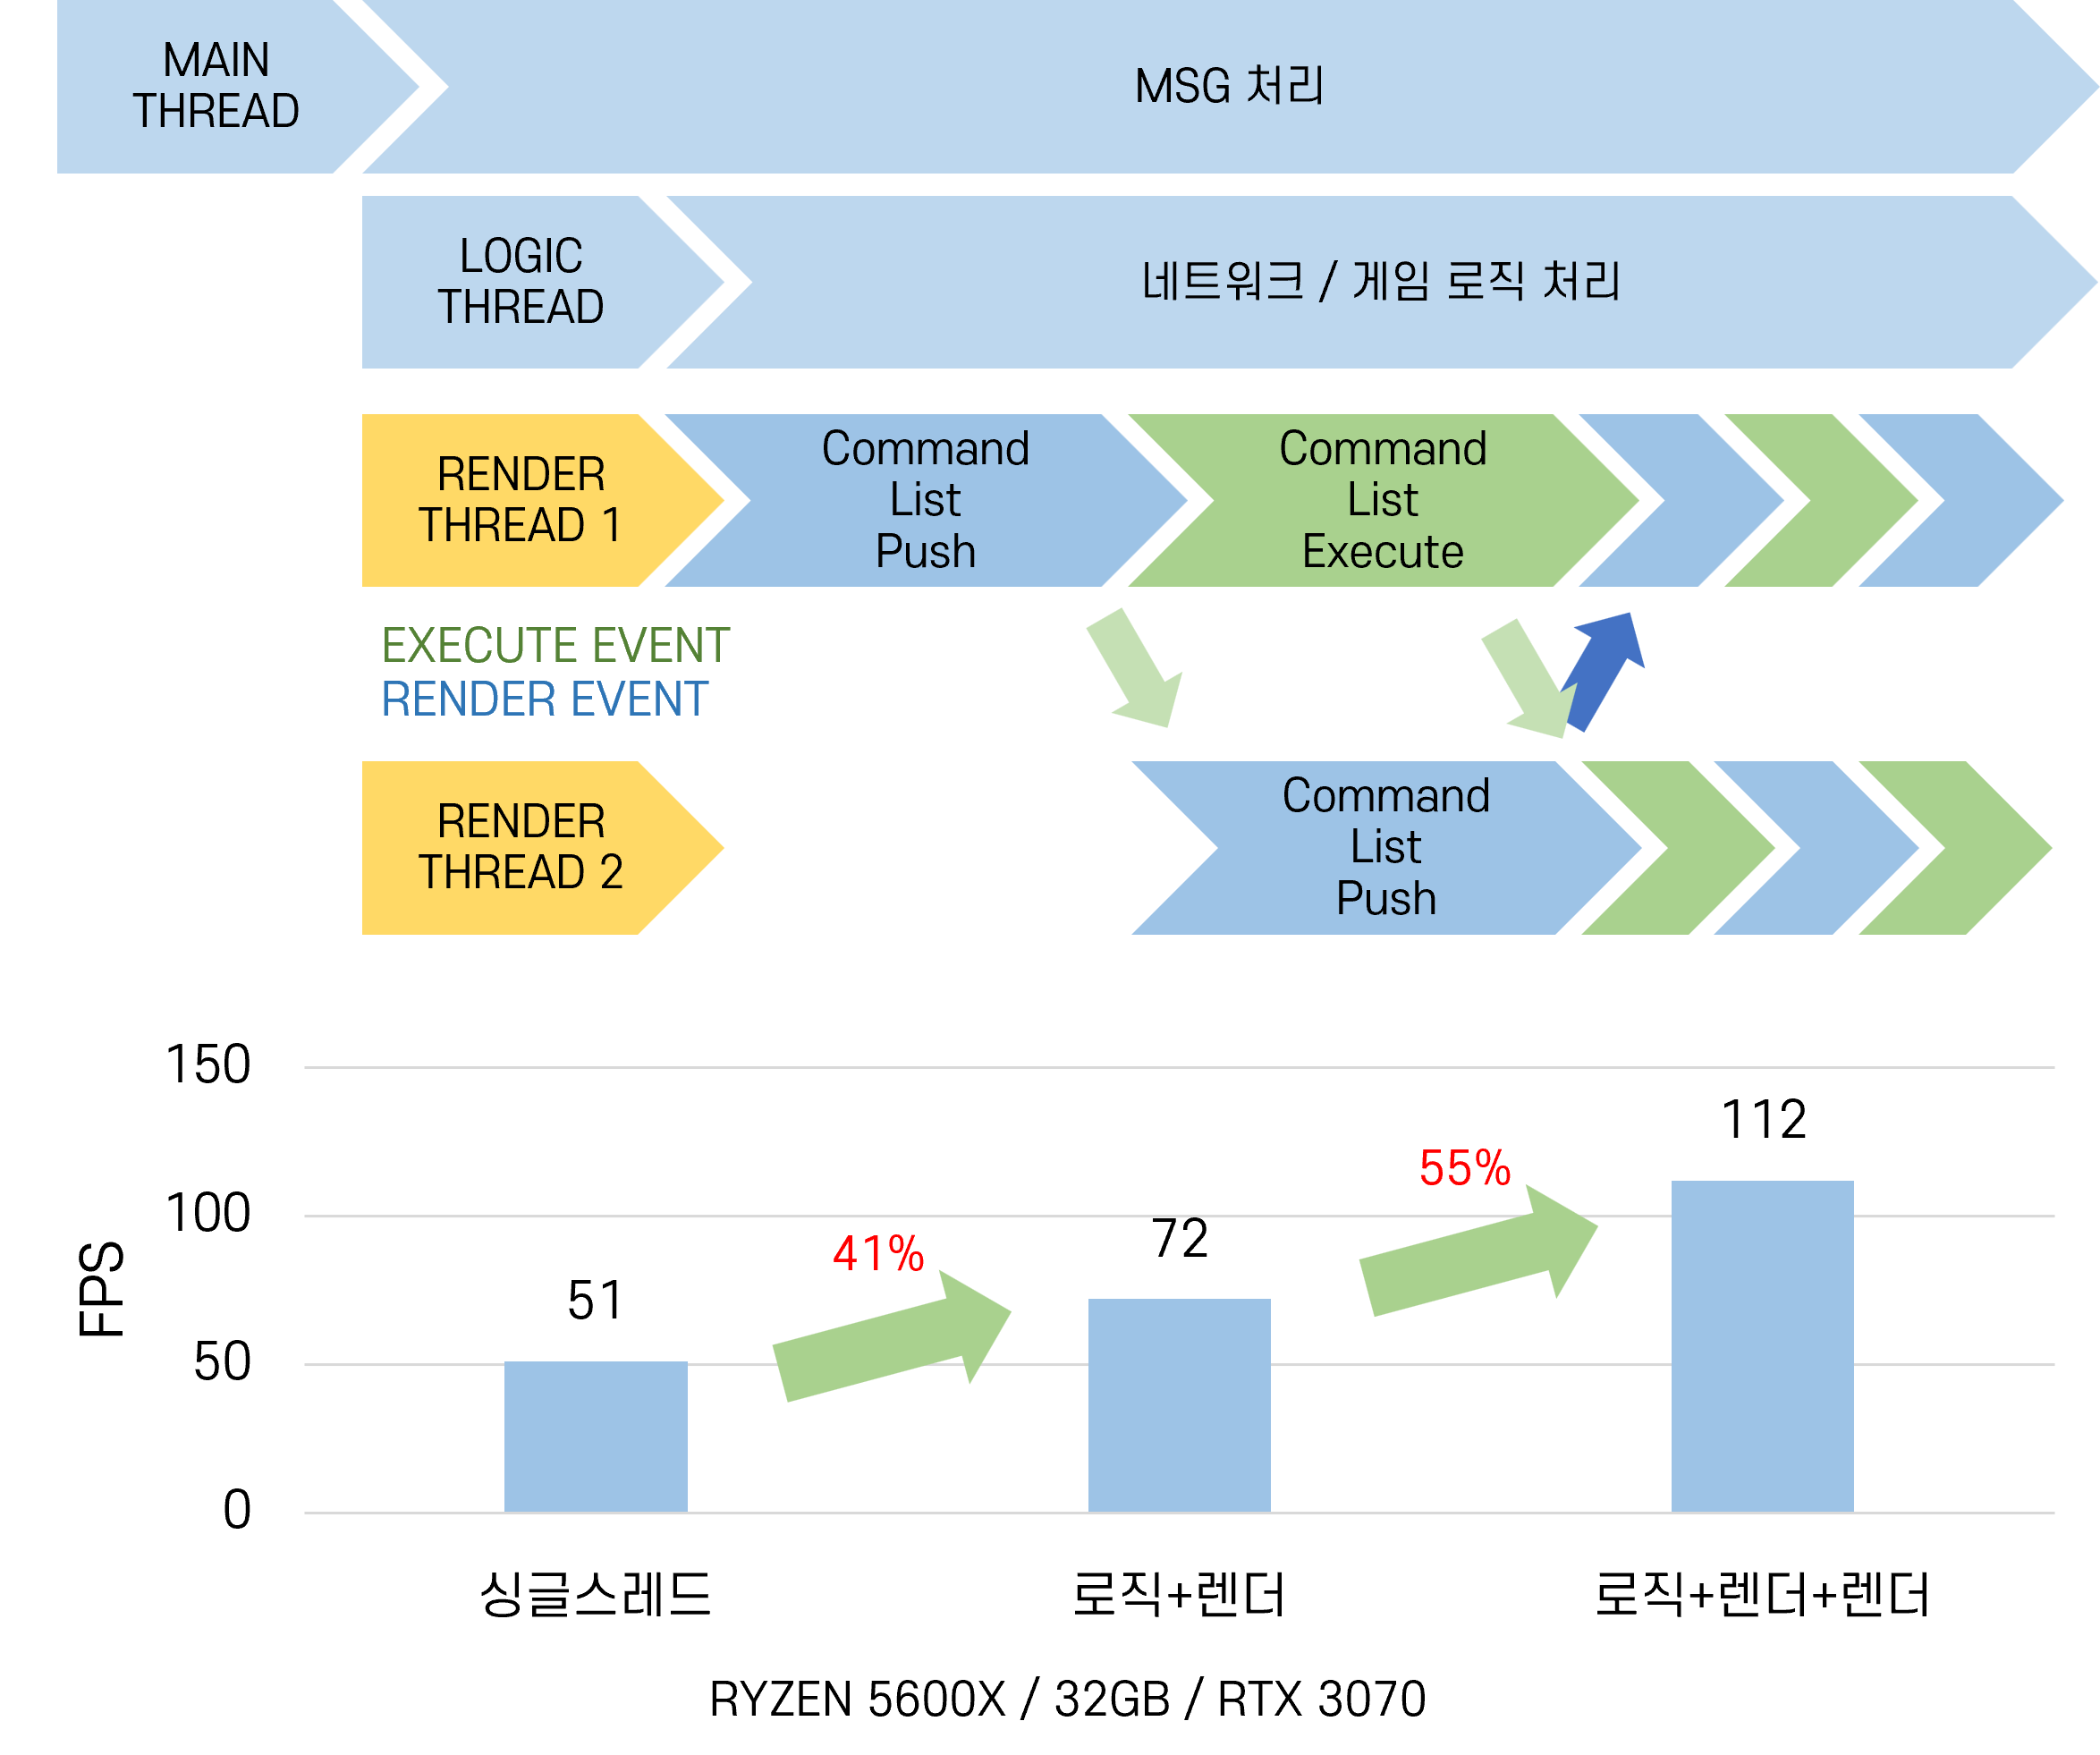 MAIN
THREAD
MSG 처리
LOGIC
THREAD
네트워크 / 게임 로직 처리
RENDER
THREAD 1
Command
List
Push
Command
List
Execute
EXECUTE EVENT
RENDER EVENT
RENDER
THREAD 2
Command
List
Push
FPS
150
100
50
0
51
41%
72
55%
112
싱글스레드
로직+렌더
로직+렌더+렌더
RYZEN 5600X / 32GB / RTX 3070